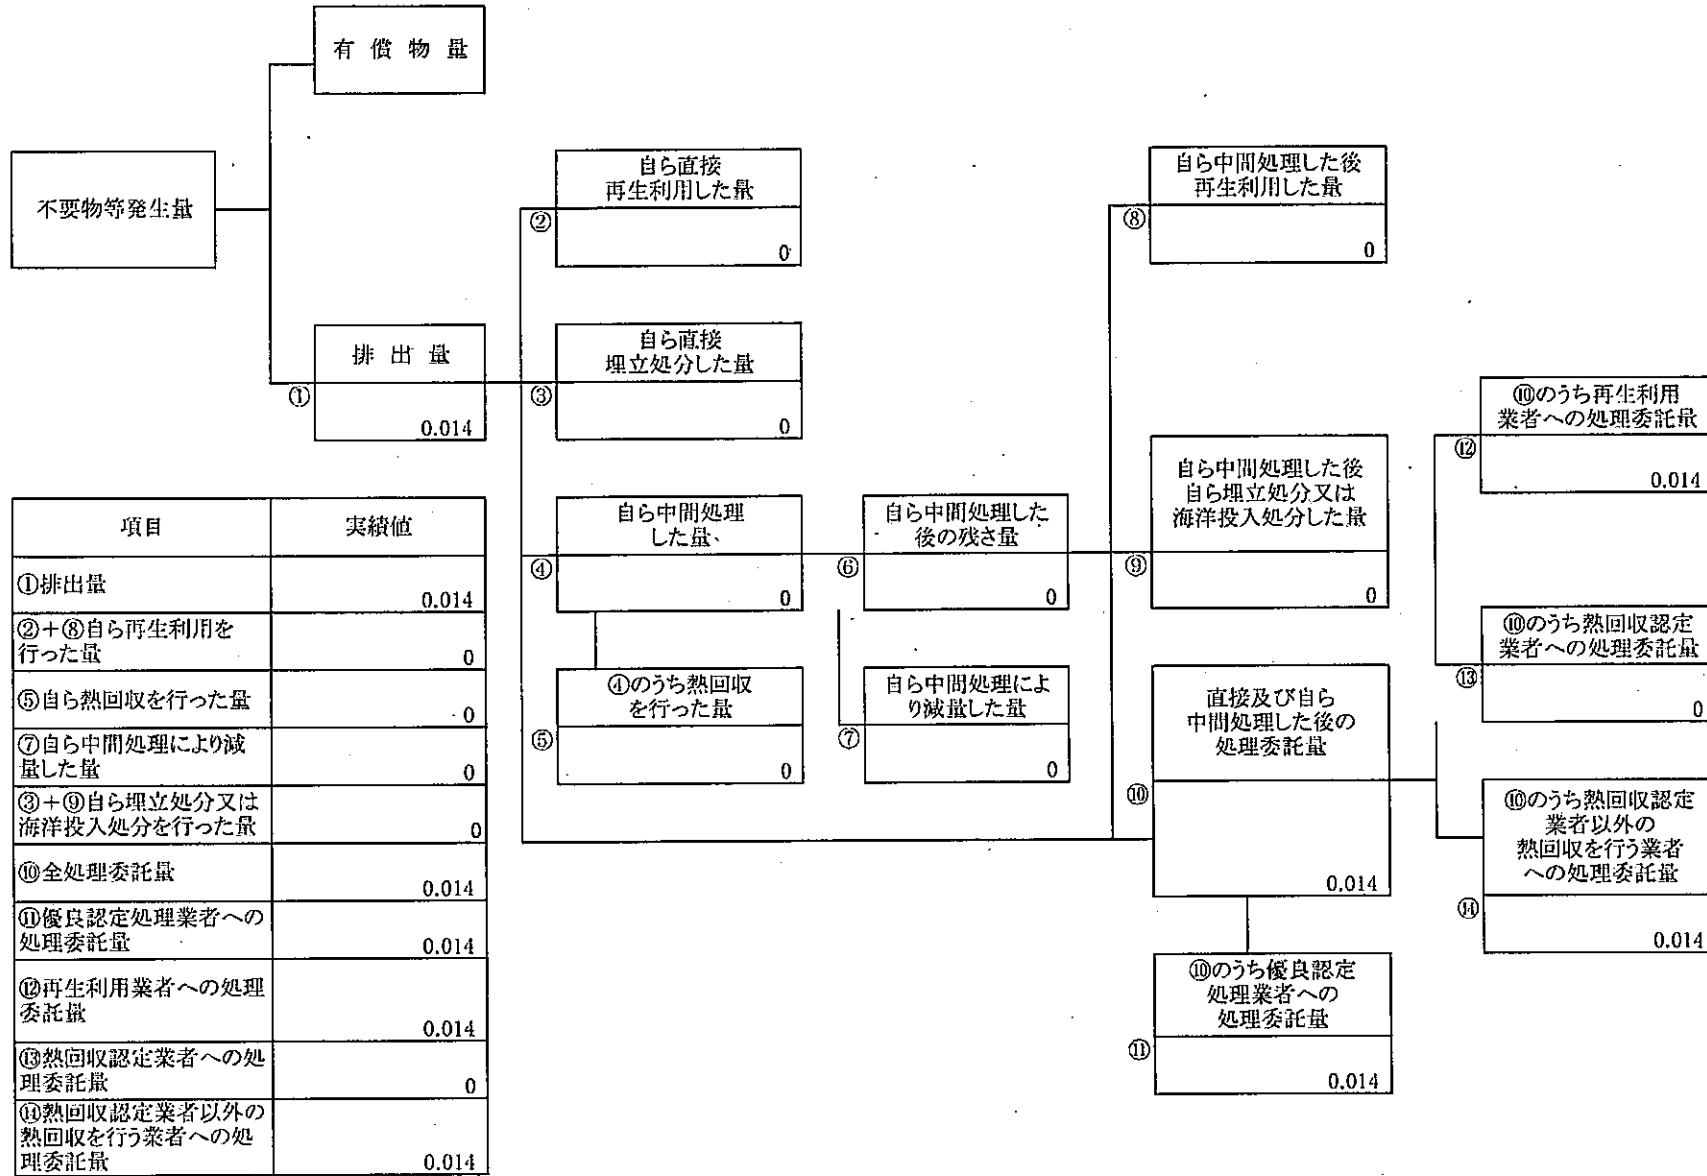 有 償 物 量
不要物等発生量
排 出 量
①
0.014
自ら直接
再生利用した量
②
0
自ら直接
埋立処分した量
③
0
自ら中間処理
した量
④
0
④のうち熱回収
を行った量
⑤
0
自ら中間処理した
後の残さ量
⑥
0
自ら中間処理によ
り減量した量
⑦
0
自ら中間処理した後
再生利用した量
⑧
0
自ら中間処理した後
自ら埋立処分又は
海洋投入処分した量
⑨
0
直接及び自ら
中間処理した後の
処理委託量
⑩
0.014
⑩のうち優良認定
処理業者への
処理委託量
⑪
0.014
⑩のうち再生利用
業者への処理委託量
⑫
0.014
⑩のうち熱回収認定
業者への処理委託量
⑬
0
⑩のうち熱回収認定
業者以外の
熱回収を行う業者
への処理委託量
⑭
0.014
項目 実績値
①排出量
0.014
②+⑧自ら再生利用を
行った量 0
⑤自ら熱回収を行った量
0
⑦自ら中間処理により減
量した量 0
③+⑨自ら埋立処分又は
海洋投入処分を行った量 0
⑩全処理委託量
0.014
⑪優良認定処理業者への
処理委託量 0.014
⑫再生利用業者への処理
委託量
0.014
⑬熱回収認定業者への処
理委託量 0
⑭熱回収認定業者以外の
熱回収を行う業者への処
理委託量 0.014